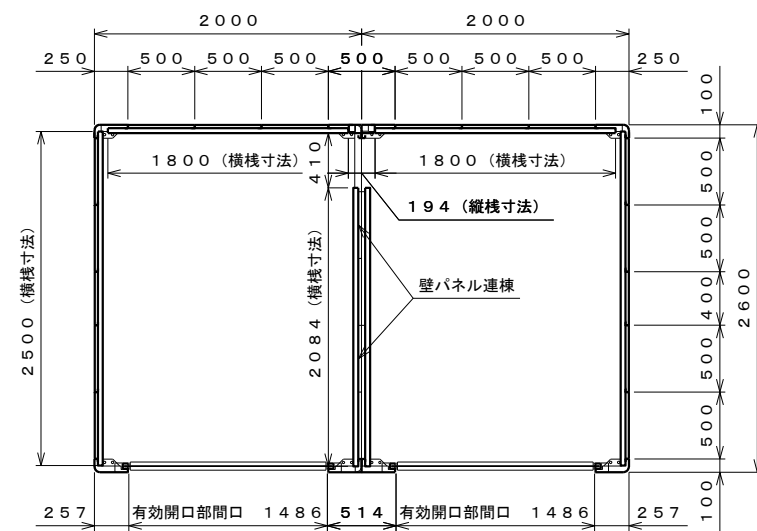 ２０００ ２０００
２５０ ５００ ５００ ５００ ５００ ５００ ５００ ５００ ２５０
１００
１８００（横桟寸法） ４１０ １８００（横桟寸法）
５００
１９４（縦桟寸法）
５００
２５００（横桟寸法）
２０８４（横桟寸法）
壁パネル連棟
４００
２６００
５００
５００
２５７ 有効開口部間口 １４８６ ５１４ 有効開口部間口 １４８６ ２５７
１００